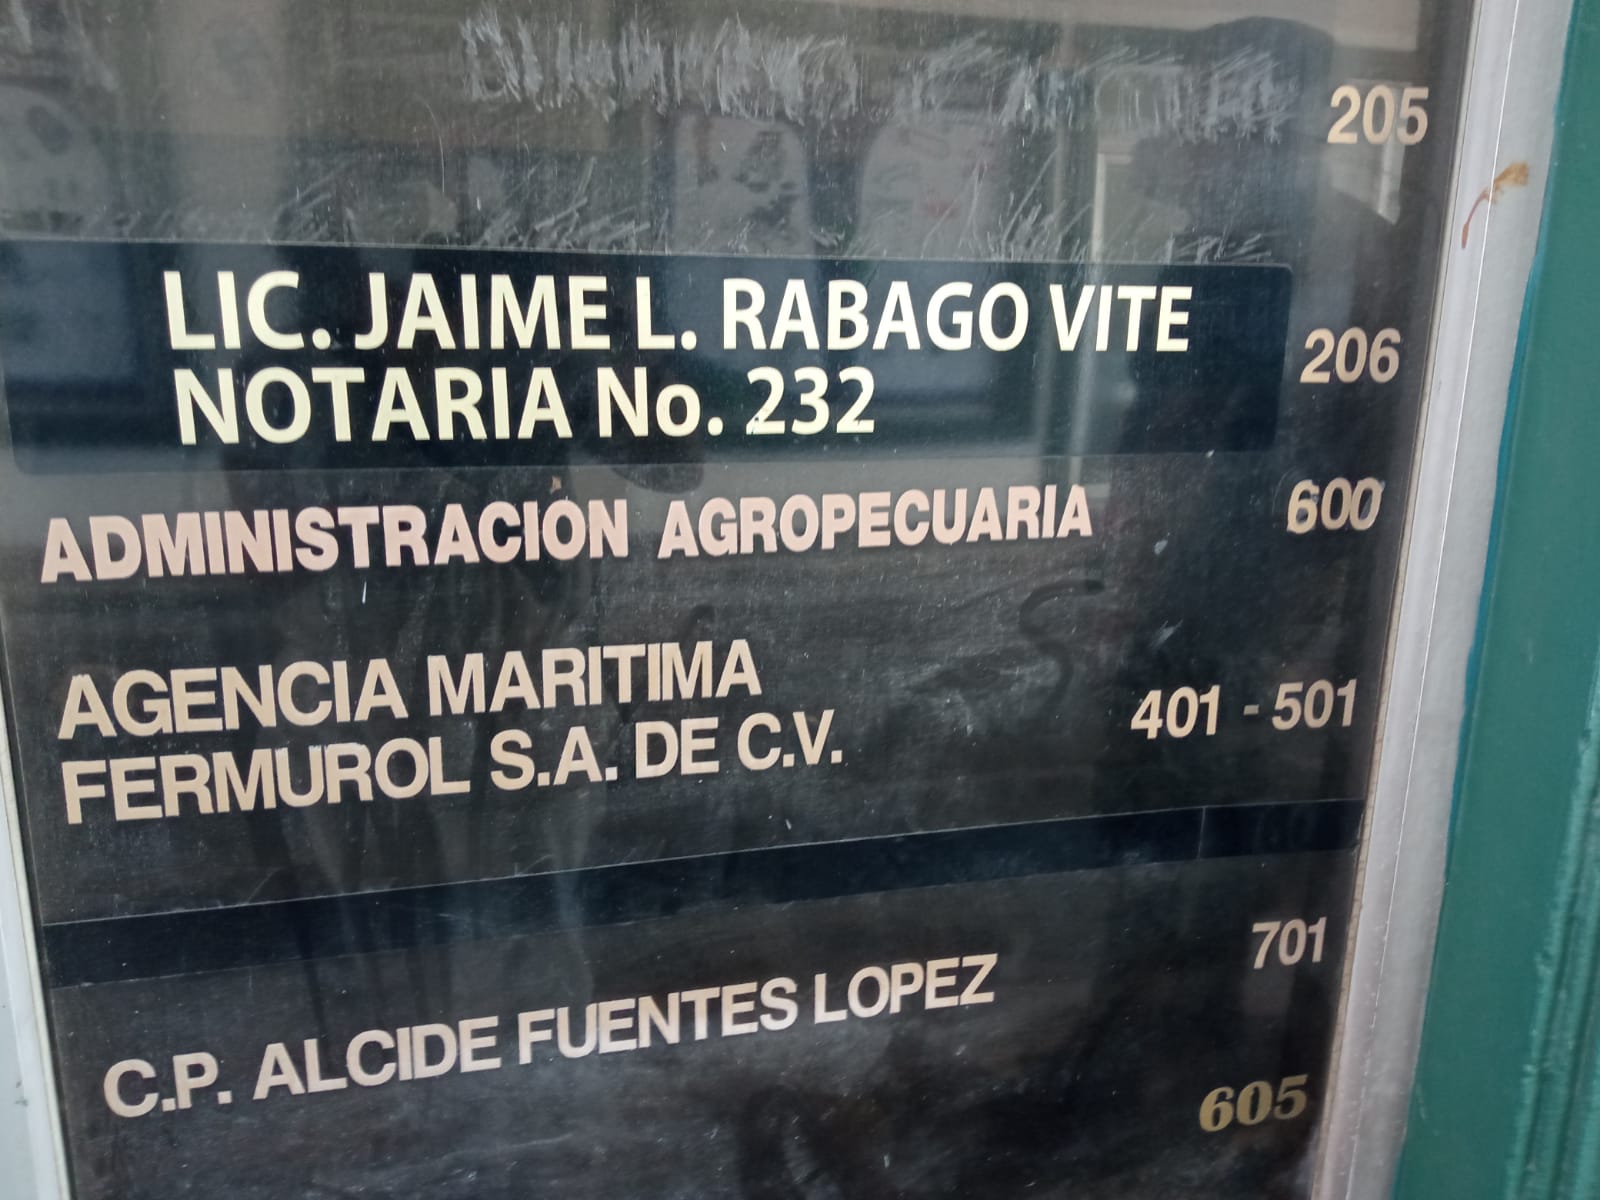 205
LIC. JAIME L. RABAGO VITE 206
NOTARIA No. 232
ADMINISTRACIÓN AGROPECUARIA 600
AGENCIA MARITIMA
FERMUROL S.A. DE C.V. 401 - 501
701
C.P. ALCIDE FUENTES LOPEZ
605